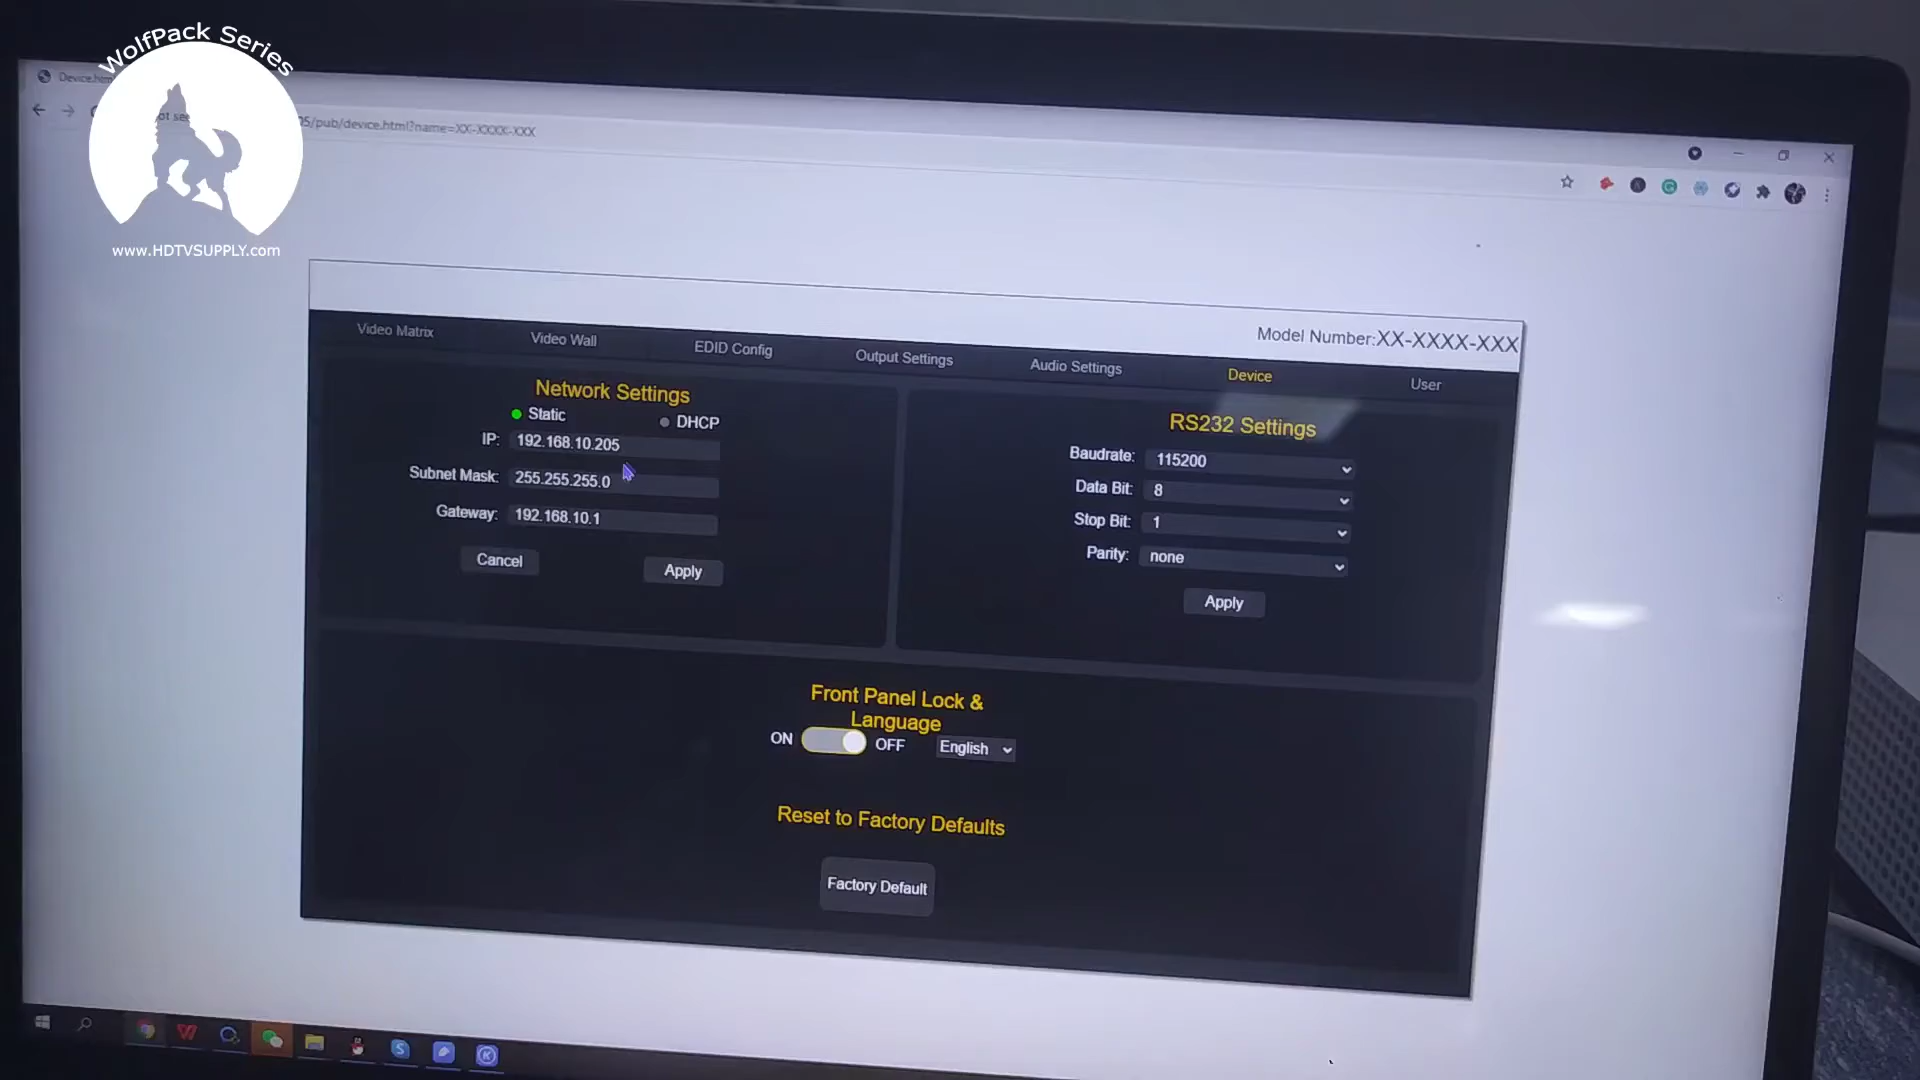 WolfPack Series
www.HDTVSUPPLY.com
/pub/device.html?name=XX-XXXX-XXX
Model Number:XX-XXXX-XXX
Video Matrix
Video Wall
EDID Config
Output Settings
Audio Settings
Device
User
Network Settings
Static
DHCP
IP: 192.168.10.205
Subnet Mask: 255.255.255.0
Gateway: 192.168.10.1
Cancel
Apply
RS232 Settings
Baudrate: 115200
Data Bit: 8
Stop Bit: 1
Parity: none
Apply
Front Panel Lock &
Language
ON
OFF
English
Reset to Factory Defaults
Factory Default